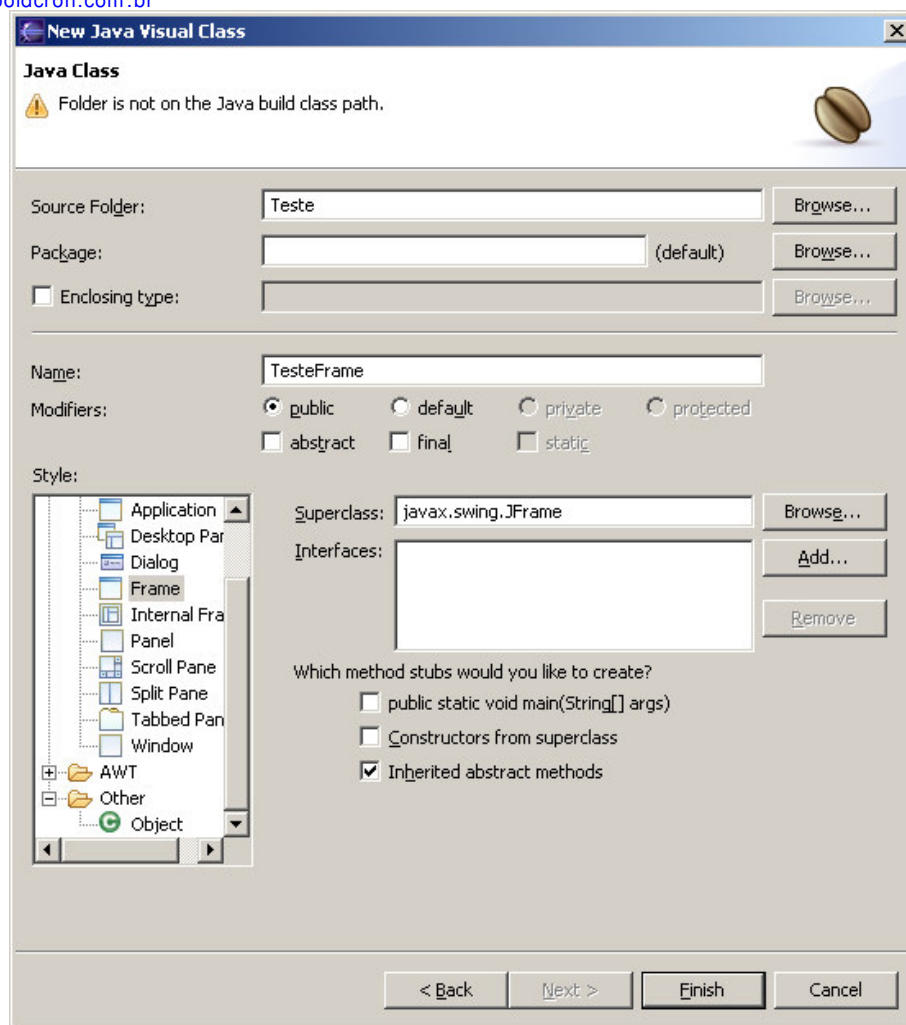 boldcron.com.br
New Java Visual Class
Java Class
Folder is not on the Java build class path.
Source Folder: Teste Browse...
Package: (default) Browse...
Enclosing type: Browse...
Name: TesteFrame
Modifiers: public default private protected
abstract final static
Style:
Application
Desktop Par
Dialog
Frame
Internal Fra
Panel
Scroll Pane
Split Pane
Tabbed Pan
Window
AWT
Other
Object
Superclass: javax.swing.JFrame Browse...
Interfaces: Add...
Remove
Which method stubs would you like to create?
public static void main(String[] args)
Constructors from superclass
Inherited abstract methods
< Back Next > Finish Cancel